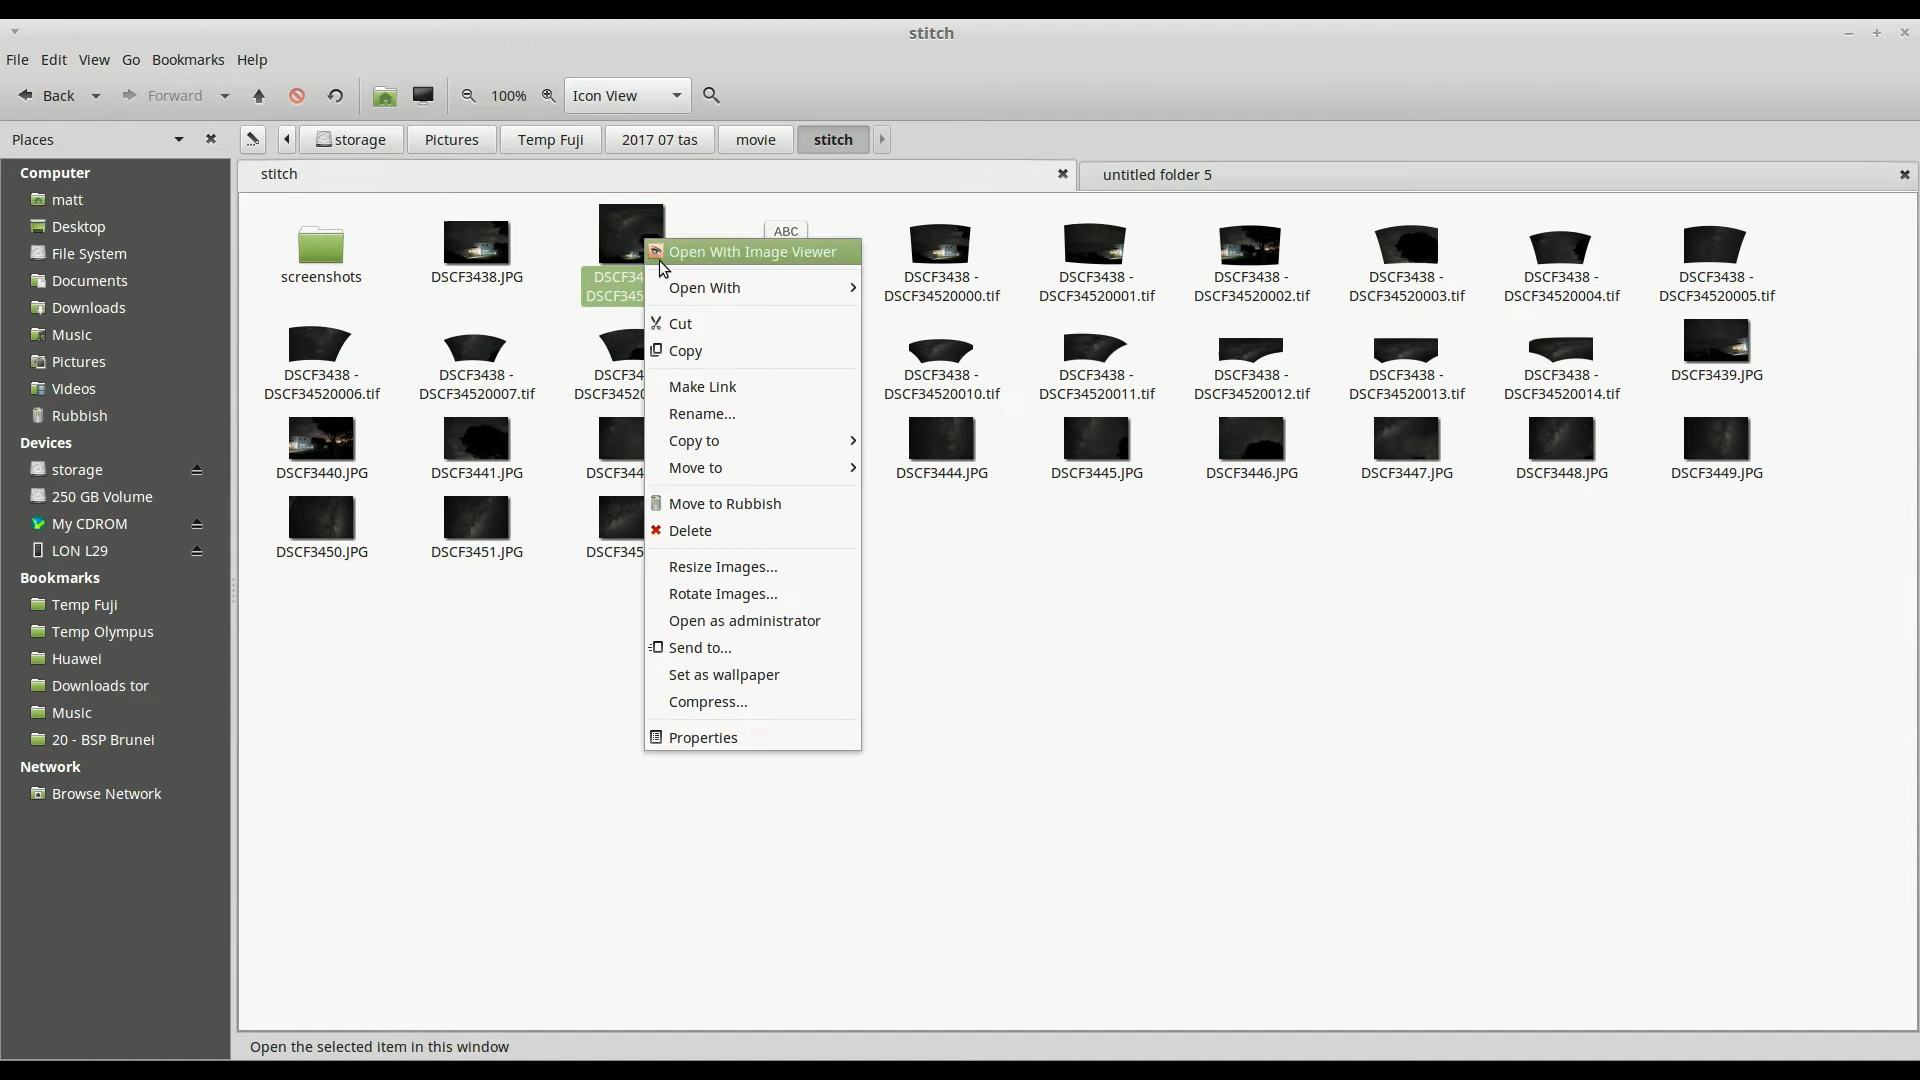 stitch
File Edit View Go Bookmarks Help
Back Forward 100% Icon View
Places
storage Pictures Temp Fuji 2017 07 tas movie stitch
stitch
untitled folder 5
Computer
matt
Desktop
File System
Documents
Downloads
Music
Pictures
Videos
Rubbish
Devices
storage
250 GB Volume
My CDROM
LON L29
Bookmarks
Temp Fuji
Temp Olympus
Huawei
Downloads tor
Music
20 - BSP Brunei
Network
Browse Network
screenshots
DSCF3438.JPG
DSCF34
DSCF345
ABC
DSCF3438 -
DSCF34520000.tif
DSCF3438 -
DSCF34520001.tif
DSCF3438 -
DSCF34520002.tif
DSCF3438 -
DSCF34520003.tif
DSCF3438 -
DSCF34520004.tif
DSCF3438 -
DSCF34520005.tif
DSCF3438 -
DSCF34520006.tif
DSCF3438 -
DSCF34520007.tif
DSCF34
DSCF3452
DSCF3438 -
DSCF34520010.tif
DSCF3438 -
DSCF34520011.tif
DSCF3438 -
DSCF34520012.tif
DSCF3438 -
DSCF34520013.tif
DSCF3438 -
DSCF34520014.tif
DSCF3439.JPG
DSCF3440.JPG
DSCF3441.JPG
DSCF344
DSCF3444.JPG
DSCF3445.JPG
DSCF3446.JPG
DSCF3447.JPG
DSCF3448.JPG
DSCF3449.JPG
DSCF3450.JPG
DSCF3451.JPG
DSCF345
Open With Image Viewer
Open With
Cut
Copy
Make Link
Rename...
Copy to
Move to
Move to Rubbish
Delete
Resize Images...
Rotate Images...
Open as administrator
Send to...
Set as wallpaper
Compress...
Properties
Open the selected item in this window